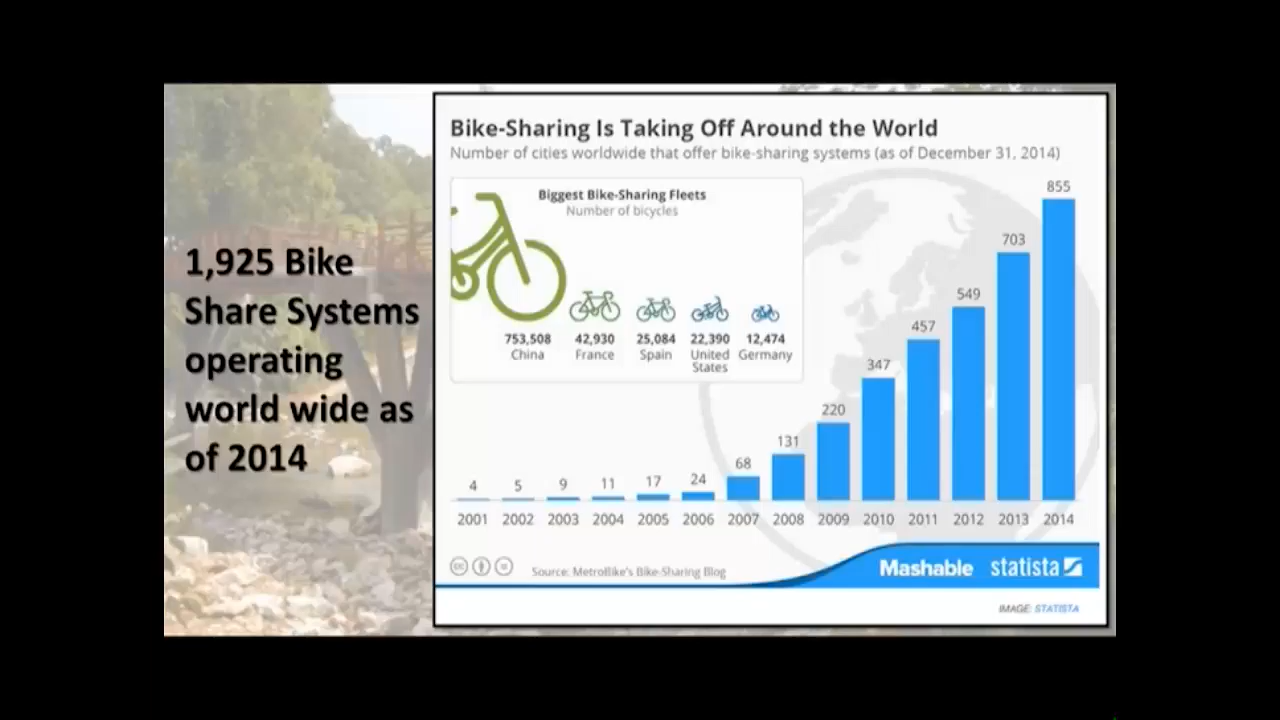 1,925 Bike
Share Systems
operating
world wide as
of 2014
Bike-Sharing Is Taking Off Around the World
Number of cities worldwide that offer bike-sharing systems (as of December 31, 2014)
Biggest Bike-Sharing Fleets
Number of bicycles
753,508 42,930 25,084 22,390 12,474
China France Spain United Germany
States
4 5 9 11 17 24 68 131 220 347 457 549 703 855
2001 2002 2003 2004 2005 2006 2007 2008 2009 2010 2011 2012 2013 2014
Source: MetroBike's Bike-Sharing Blog
Mashable statista
IMAGE: STATISTA